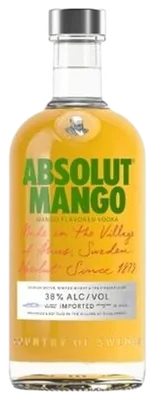 ABSOLUT
MANGO
MANGO FLAVORED VODKA
Made in the Village
of Åhus, Sweden
Absolut Since 1879
38% ALC/VOL
IMPORTED
COUNTRY OF SWEDEN